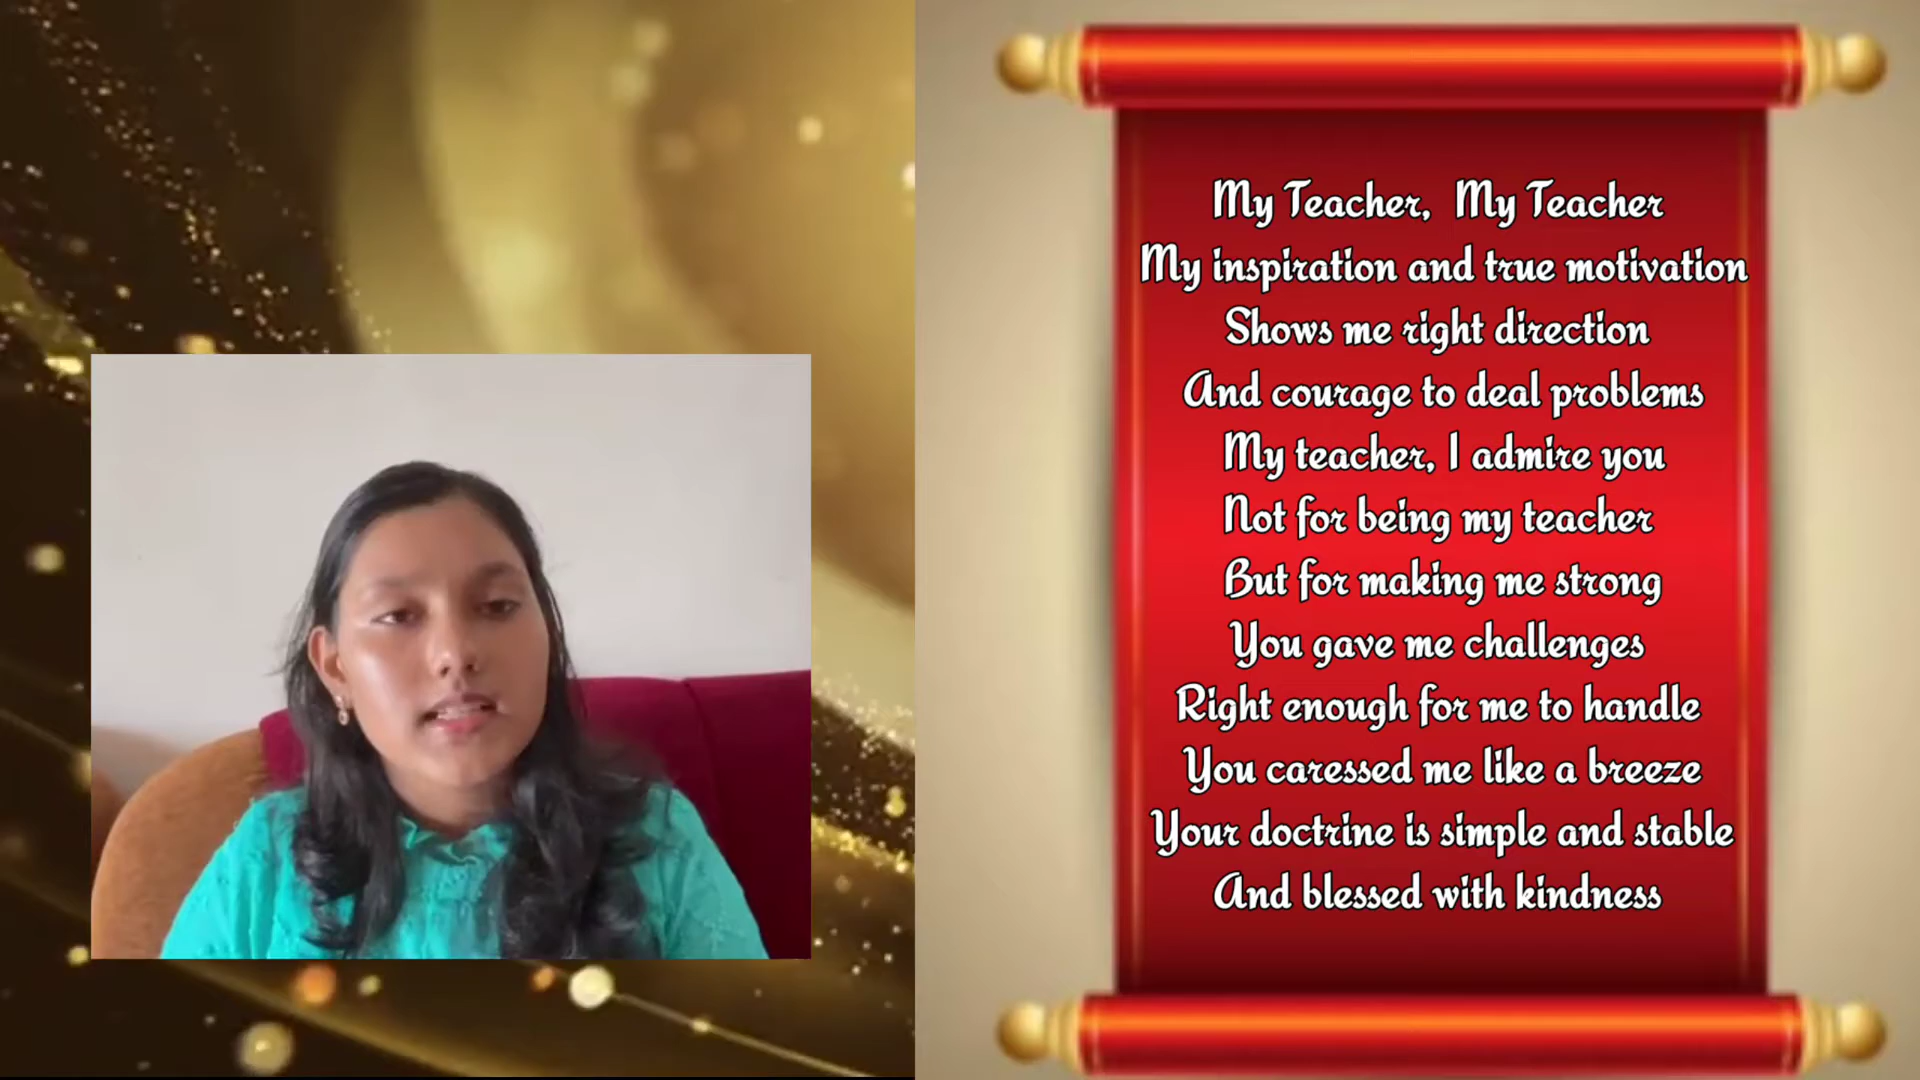 My Teacher, My Teacher
My inspiration and true motivation
Shows me right direction
And courage to deal problems
My teacher, I admire you
Not for being my teacher
But for making me strong
You gave me challenges
Right enough for me to handle
You caressed me like a breeze
Your doctrine is simple and stable
And blessed with kindness